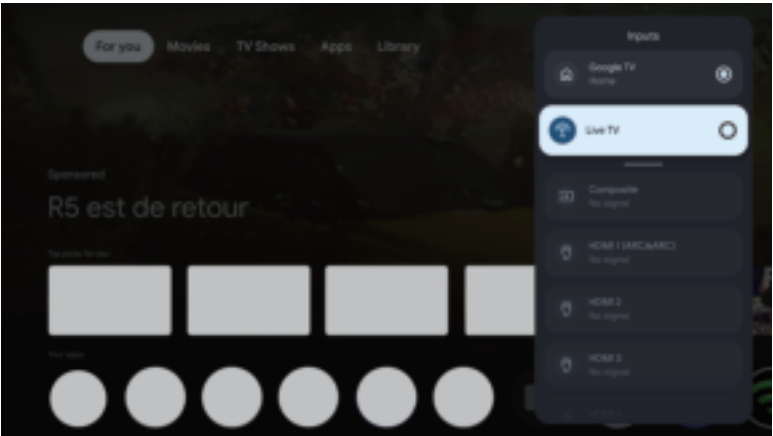 For you Movies TV Shows Apps Library
Inputs
Google TV
Home
Live TV
Sponsored
R5 est de retour
Composite
No signal
HDMI 1 (ARC/eARC)
No signal
Top picks for you
HDMI 2
No signal
Your apps
HDMI 3
No signal